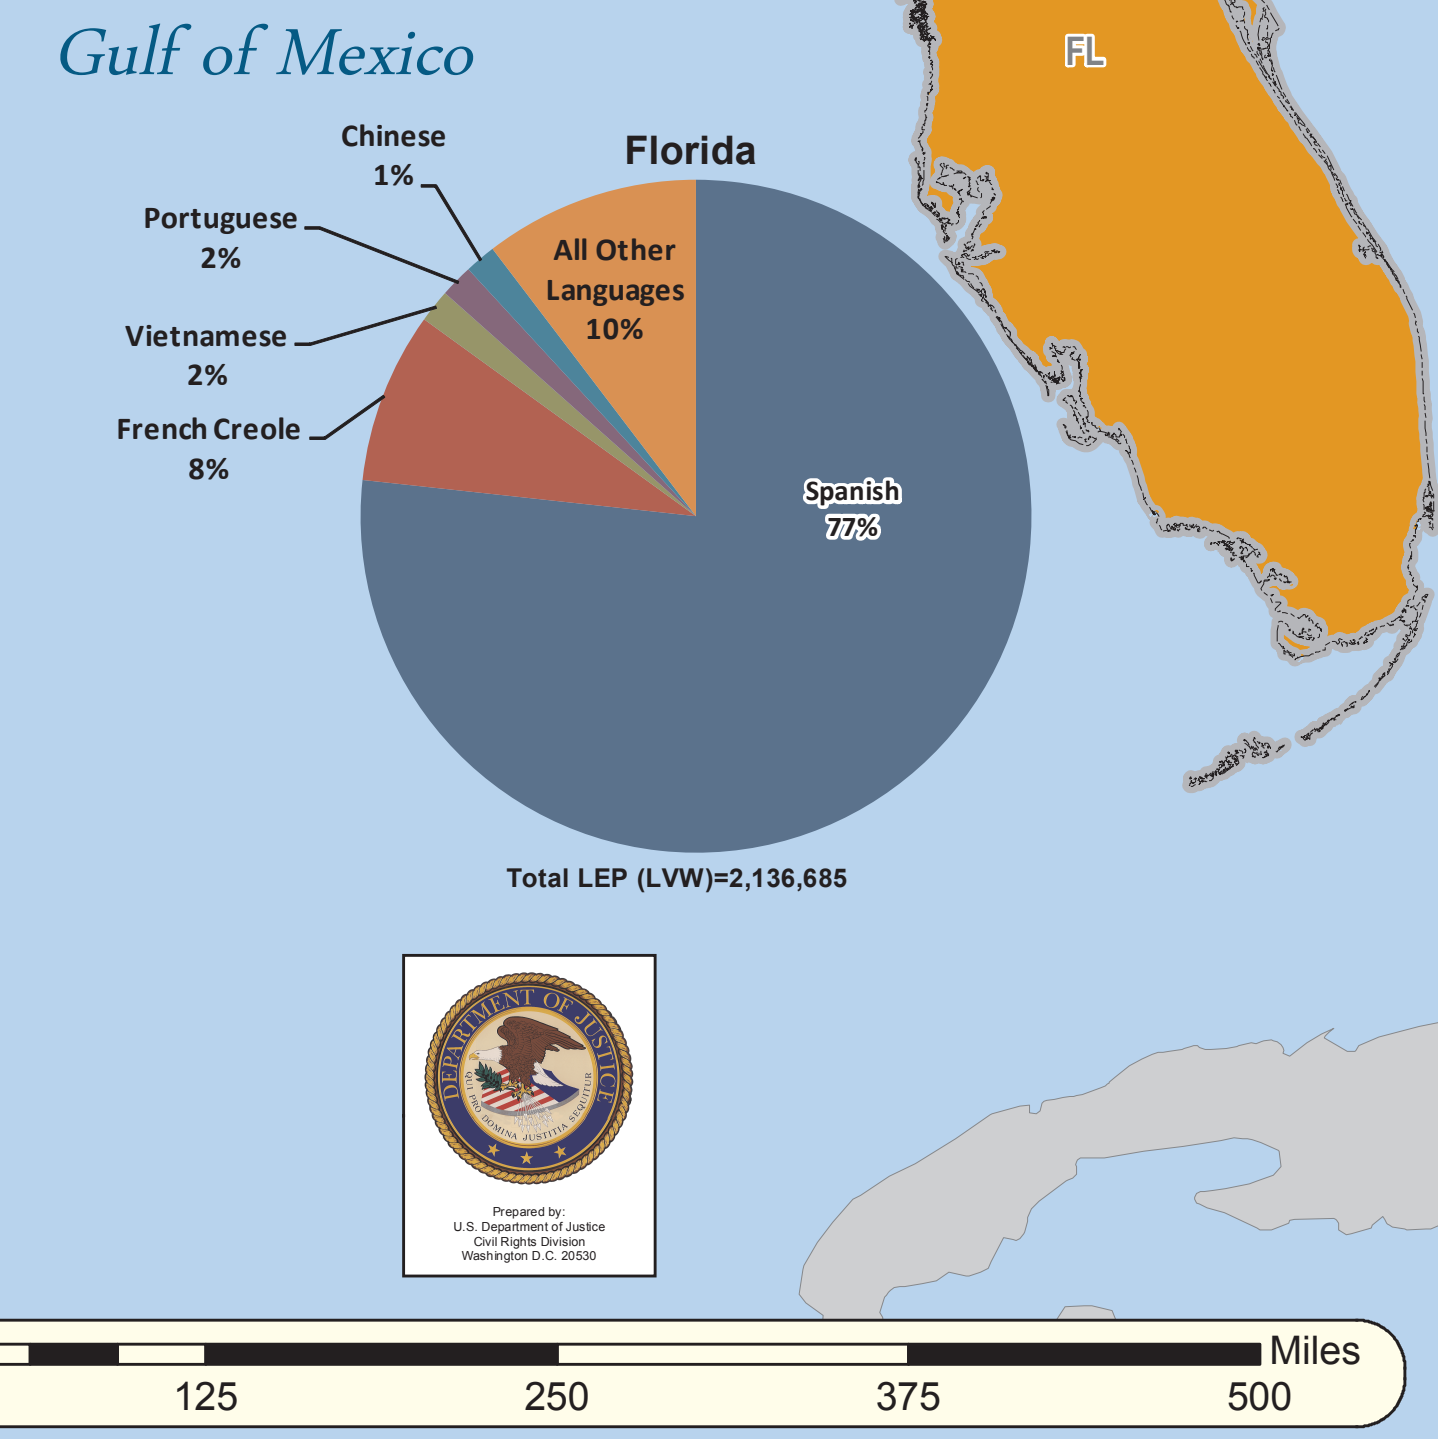 Gulf of Mexico
FL
Florida
Chinese
1%
Portuguese
2%
Vietnamese
2%
French Creole
8%
All Other
Languages
10%
Spanish
77%
Total LEP (LVW)=2,136,685
DEPARTMENT OF JUSTICE
QUI PRO DOMINA JUSTITIA SEQUITUR
Prepared by:
U.S. Department of Justice
Civil Rights Division
Washington D.C. 20530
Miles
125 250 375 500